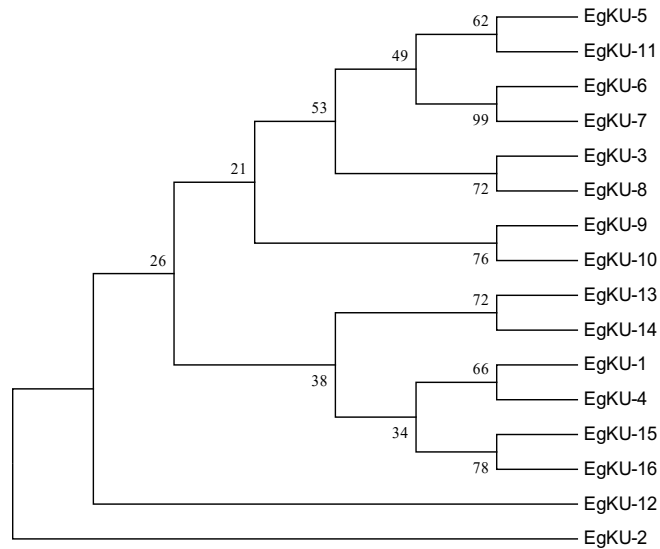 EgKU-5
62
EgKU-11
49
EgKU-6
53
99
EgKU-7
EgKU-3
21
72
EgKU-8
EgKU-9
26
76
EgKU-10
72
EgKU-13
EgKU-14
38
66
EgKU-1
EgKU-4
34
EgKU-15
78
EgKU-16
EgKU-12
EgKU-2